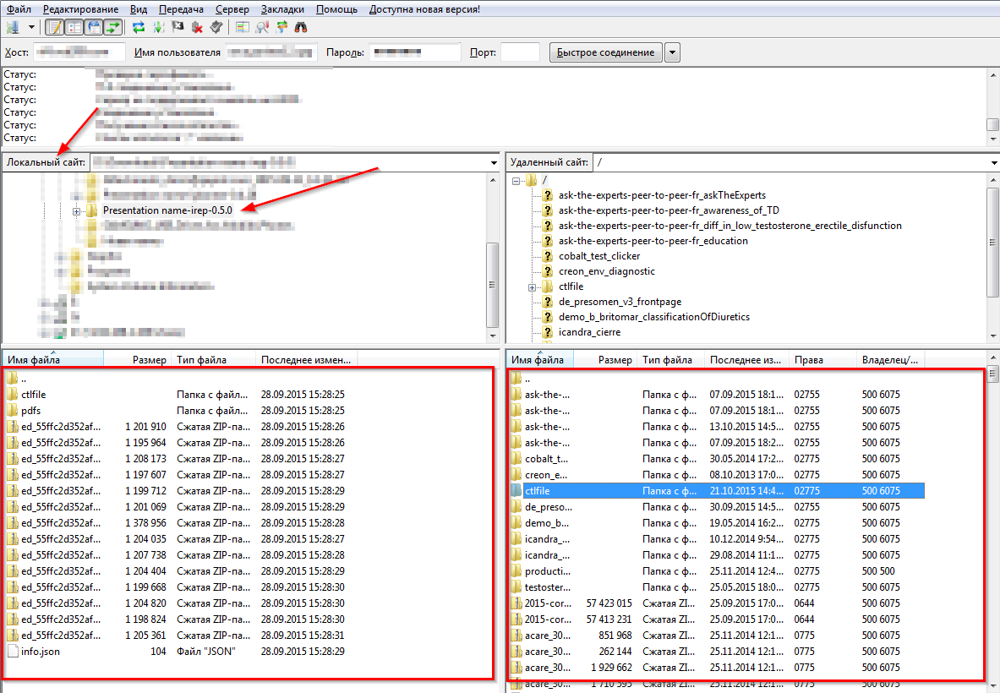 Файл Редактирование Вид Передача Сервер Закладки Помощь Доступна новая версия!
Хост: Имя пользователя Пароль: Порт: Быстрое соединение
Статус:
Статус:
Статус:
Статус:
Статус:
Статус:
Локальный сайт:
Presentation name-irep-0.5.0
Удаленный сайт: /
/
ask-the-experts-peer-to-peer-fr_askTheExperts
ask-the-experts-peer-to-peer-fr_awareness_of_TD
ask-the-experts-peer-to-peer-fr_diff_in_low_testosterone_erectile_disfunction
ask-the-experts-peer-to-peer-fr_education
cobalt_test_clicker
creon_env_diagnostic
ctlfile
de_presomen_v3_frontpage
demo_b_britomar_classificationOfDiuretics
icandra_cierre
Имя файла Размер Тип файла Последнее измен...
..
ctlfile Папка с файл... 28.09.2015 15:28:25
pdfs Папка с файл... 28.09.2015 15:28:25
ed_55ffc2d352af... 1 201 910 Сжатая ZIP-па... 28.09.2015 15:28:26
ed_55ffc2d352af... 1 195 964 Сжатая ZIP-па... 28.09.2015 15:28:26
ed_55ffc2d352af... 1 208 173 Сжатая ZIP-па... 28.09.2015 15:28:27
ed_55ffc2d352af... 1 197 607 Сжатая ZIP-па... 28.09.2015 15:28:27
ed_55ffc2d352af... 1 199 712 Сжатая ZIP-па... 28.09.2015 15:28:29
ed_55ffc2d352af... 1 201 069 Сжатая ZIP-па... 28.09.2015 15:28:29
ed_55ffc2d352af... 1 378 956 Сжатая ZIP-па... 28.09.2015 15:28:28
ed_55ffc2d352af... 1 204 035 Сжатая ZIP-па... 28.09.2015 15:28:27
ed_55ffc2d352af... 1 207 738 Сжатая ZIP-па... 28.09.2015 15:28:28
ed_55ffc2d352af... 1 204 404 Сжатая ZIP-па... 28.09.2015 15:28:29
ed_55ffc2d352af... 1 199 668 Сжатая ZIP-па... 28.09.2015 15:28:30
ed_55ffc2d352af... 1 204 820 Сжатая ZIP-па... 28.09.2015 15:28:30
ed_55ffc2d352af... 1 198 824 Сжатая ZIP-па... 28.09.2015 15:28:30
ed_55ffc2d352af... 1 205 361 Сжатая ZIP-па... 28.09.2015 15:28:31
info.json 104 Файл "JSON" 28.09.2015 15:28:29
Имя файла Размер Тип файла Последнее из... Права Владелец/...
..
ask-the-... Папка с ф... 07.09.2015 18:1... 02755 500 6075
ask-the-... Папка с ф... 07.09.2015 18:1... 02755 500 6075
ask-the-... Папка с ф... 13.10.2015 14:5... 02755 500 6075
ask-the-... Папка с ф... 07.09.2015 18:2... 02755 500 6075
cobalt_t... Папка с ф... 30.05.2014 17:2... 02775 500 6075
creon_e... Папка с ф... 08.10.2013 17:0... 02775 500 6075
ctlfile Папка с ф... 21.10.2015 14:4... 02775 500 6075
de_preso... Папка с ф... 30.09.2015 14:5... 02755 500 6075
demo_b... Папка с ф... 19.05.2014 16:2... 02775 500 6075
icandra_... Папка с ф... 10.12.2014 9:54... 02775 500 6075
icandra_... Папка с ф... 29.08.2014 11:1... 02775 500 6075
producti... Папка с ф... 25.11.2014 12:4... 02775 500 500
testoster... Папка с ф... 25.05.2015 18:0... 02775 500 6075
2015-cor... 57 423 015 Сжатая ZI... 25.09.2015 17:0... 0644 500 6075
2015-cor... 57 413 231 Сжатая ZI... 25.09.2015 17:0... 0644 500 6075
acare_30... 851 968 Сжатая ZI... 25.11.2014 12:1... 0775 500 6075
acare_30... 262 144 Сжатая ZI... 25.11.2014 12:1... 0775 500 6075
acare_30... 1 929 662 Сжатая ZI... 25.11.2014 12:1... 0775 500 6075
acare_30... 1 710 595 Сжатая ZI... 25.11.2014 12:1... 0775 500 6075